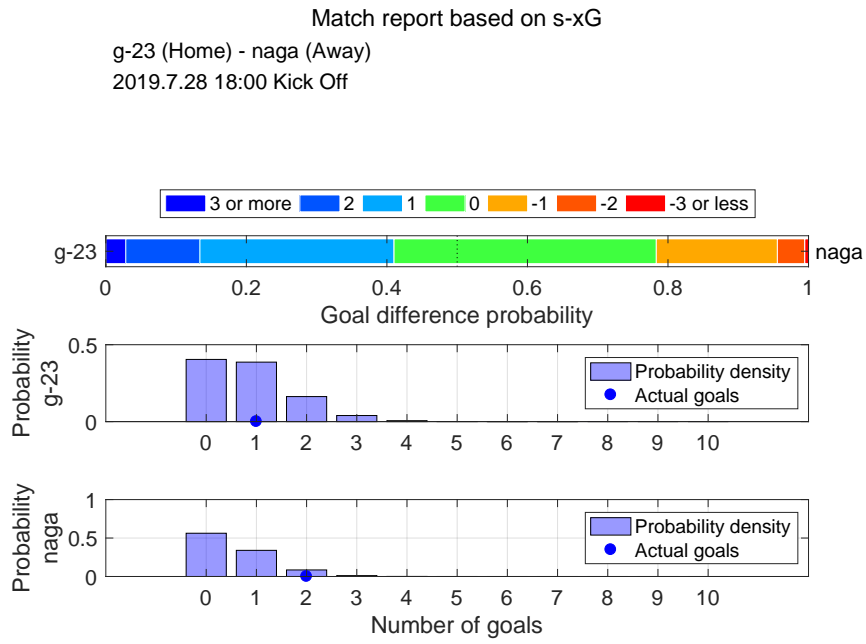 Match report based on s-xG
g-23 (Home) - naga (Away)
2019.7.28 18:00 Kick Off
3 or more 2 1 0 -1 -2 -3 or less
g-23 naga
0 0.2 0.4 0.6 0.8 1
Goal difference probability
Probability
g-23
0.5
0
Probability density
Actual goals
0 1 2 3 4 5 6 7 8 9 10
Probability
naga
1
0.5
0
Probability density
Actual goals
0 1 2 3 4 5 6 7 8 9 10
Number of goals